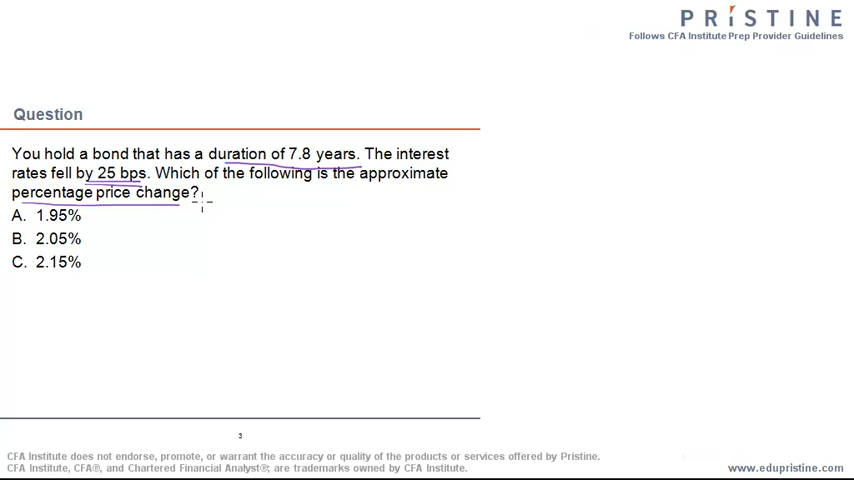 PRISTINE
Follows CFA Institute Prep Provider Guidelines
Question
You hold a bond that has a duration of 7.8 years. The interest
rates fell by 25 bps. Which of the following is the approximate
percentage price change?
A. 1.95%
B. 2.05%
C. 2.15%
3
CFA Institute does not endorse, promote, or warrant the accuracy or quality of the products or services offered by Pristine.
CFA Institute, CFA®, and Chartered Financial Analyst®; are trademarks owned by CFA Institute.
www.edupristine.com